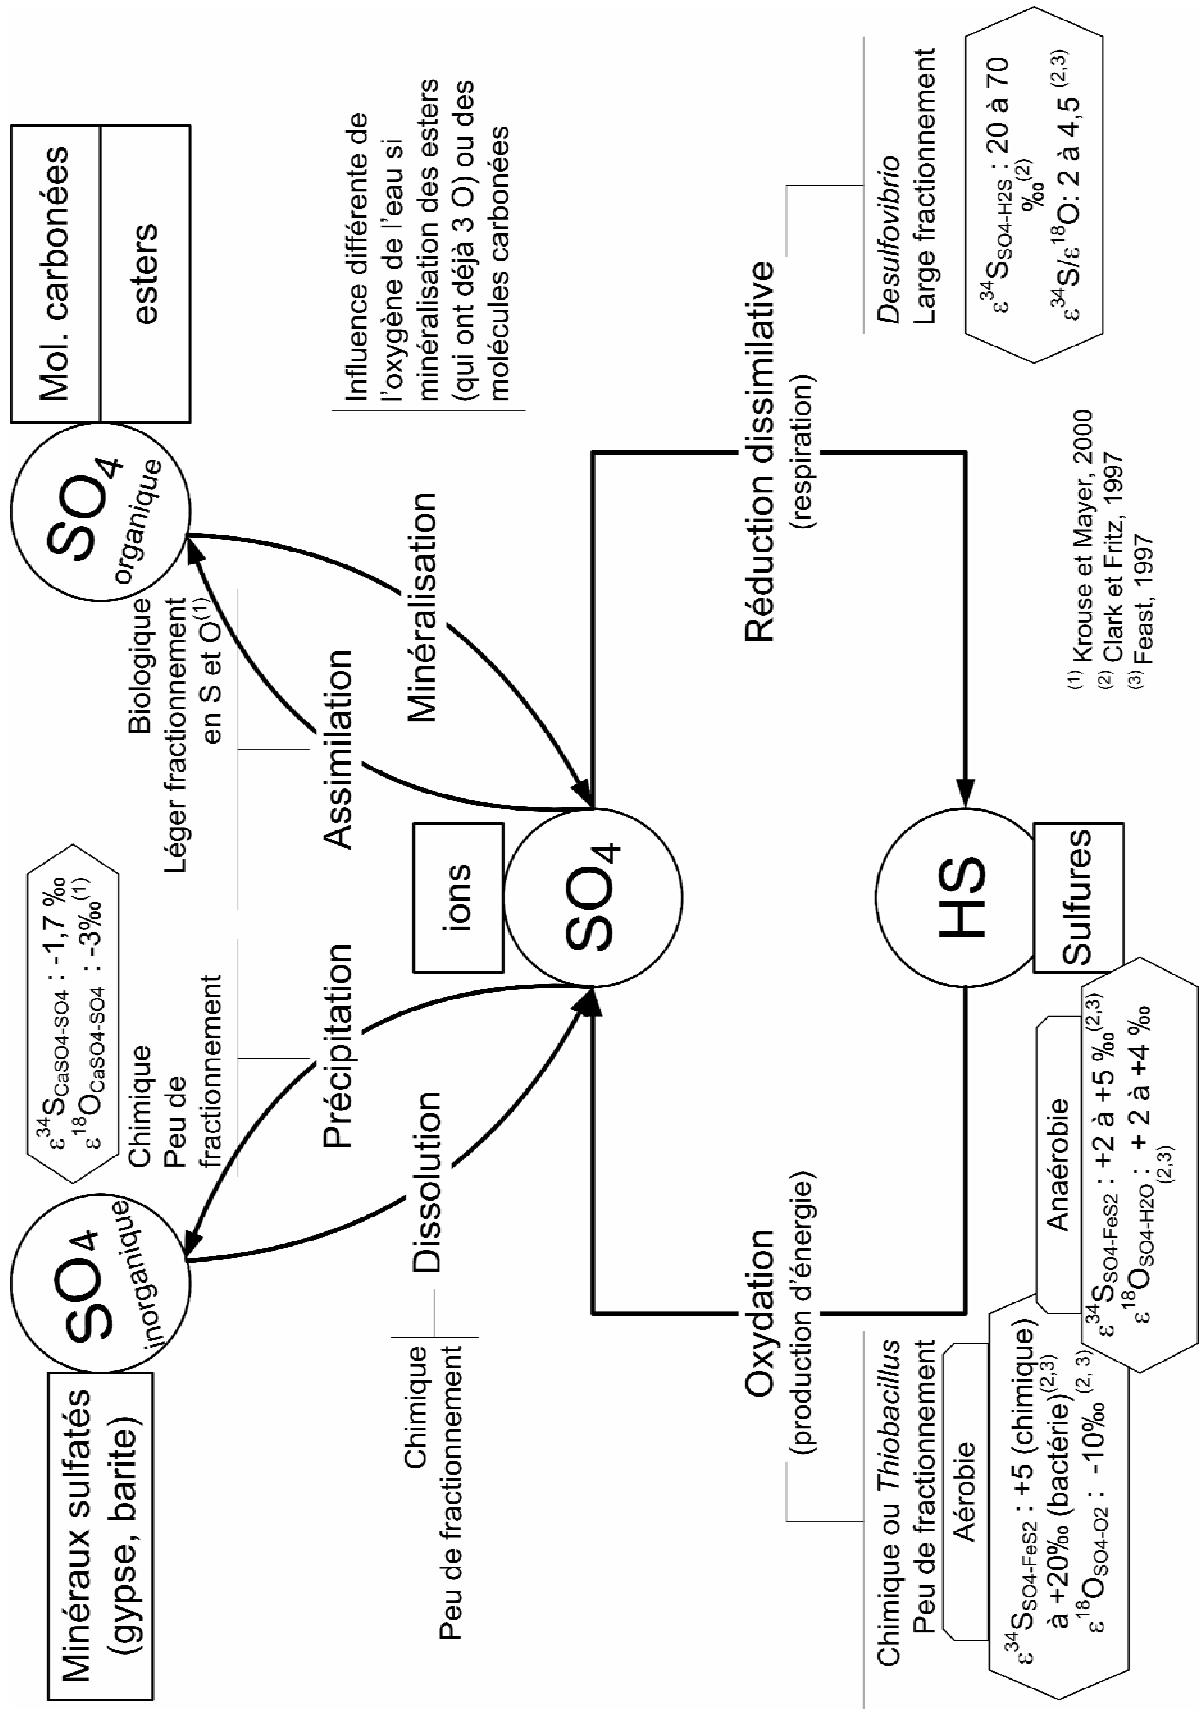 Minéraux sulfatés
(gypse, barite)
SO4
inorganique
ε34SCaSO4-SO4 : -1,7 ‰
ε18OCaSO4-SO4 : -3‰(1)
Chimique
Peu de
fractionnement
Précipitation
Dissolution
Chimique
Peu de fractionnement
Mol. carbonées
esters
SO4
organique
Biologique
Léger fractionnement
en S et O(1)
Assimilation
Minéralisation
Influence différente de
l'oxygène de l'eau si
minéralisation des esters
(qui ont déjà 3 O) ou des
molécules carbonées
ions
SO4
Oxydation
(production d'énergie)
Chimique ou Thiobacillus
Peu de fractionnement
Aérobie
ε34SSO4-FeS2 : +5 (chimique)
à +20‰ (bactérie)(2,3)
ε18OSO4-O2 : -10‰(2, 3)
Anaérobie
ε34SSO4-FeS2 : +2 à +5 ‰(2,3)
ε18OSO4-H2O : + 2 à +4 ‰
(2,3)
HS
Sulfures
Réduction dissimilative
(respiration)
Desulfovibrio
Large fractionnement
ε34SSO4-H2S : 20 à 70
‰(2)
ε34S/ε18O: 2 à 4,5 (2,3)
(1) Krouse et Mayer, 2000
(2) Clark et Fritz, 1997
(3) Feast, 1997